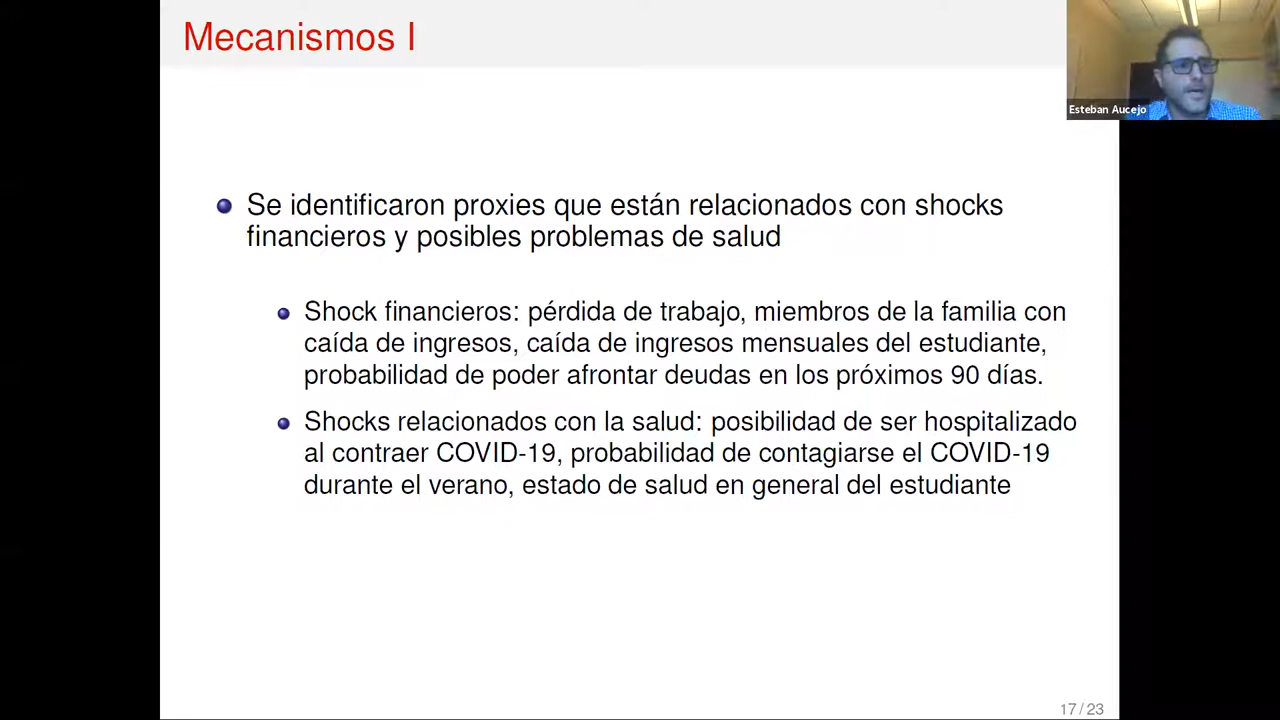 Mecanismos I
Esteban Aucejo
Se identificaron proxies que están relacionados con shocks
financieros y posibles problemas de salud
Shock financieros: pérdida de trabajo, miembros de la familia con
caída de ingresos, caída de ingresos mensuales del estudiante,
probabilidad de poder afrontar deudas en los próximos 90 días.
Shocks relacionados con la salud: posibilidad de ser hospitalizado
al contraer COVID-19, probabilidad de contagiarse el COVID-19
durante el verano, estado de salud en general del estudiante
17 / 23